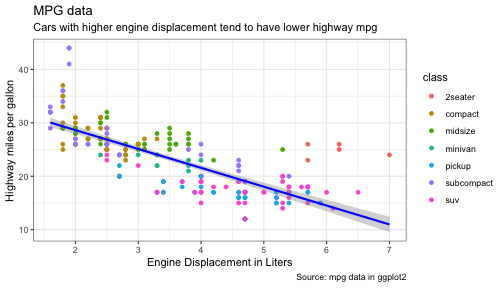 MPG data
Cars with higher engine displacement tend to have lower highway mpg
Highway miles per gallon
40
30
20
10
2
3
4
5
6
7
Engine Displacement in Liters
class
2seater
compact
midsize
minivan
pickup
subcompact
suv
Source: mpg data in ggplot2